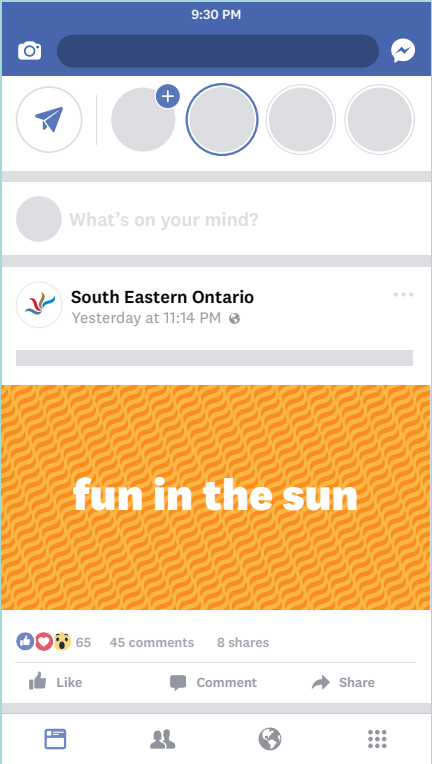 9:30 PM
What's on your mind?
South Eastern Ontario
Yesterday at 11:14 PM
fun in the sun
65 45 comments 8 shares
Like Comment Share